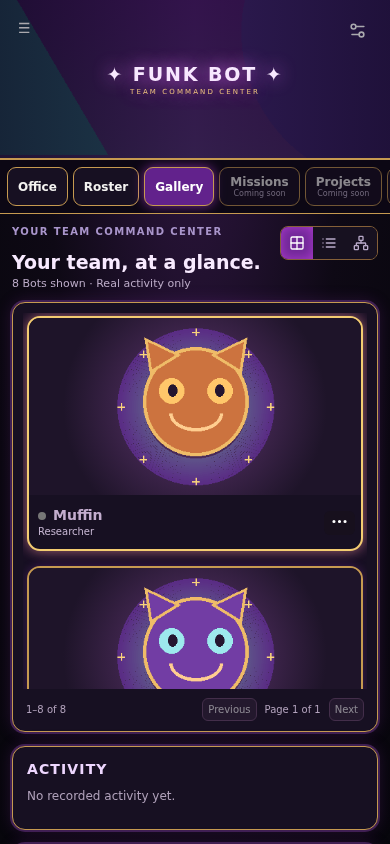 ✦ FUNK BOT ✦
TEAM COMMAND CENTER
Office
Roster
Gallery
Missions
Coming soon
Projects
Coming soon
YOUR TEAM COMMAND CENTER
Your team, at a glance.
8 Bots shown · Real activity only
Muffin
Researcher
1–8 of 8
Previous
Page 1 of 1
Next
ACTIVITY
No recorded activity yet.